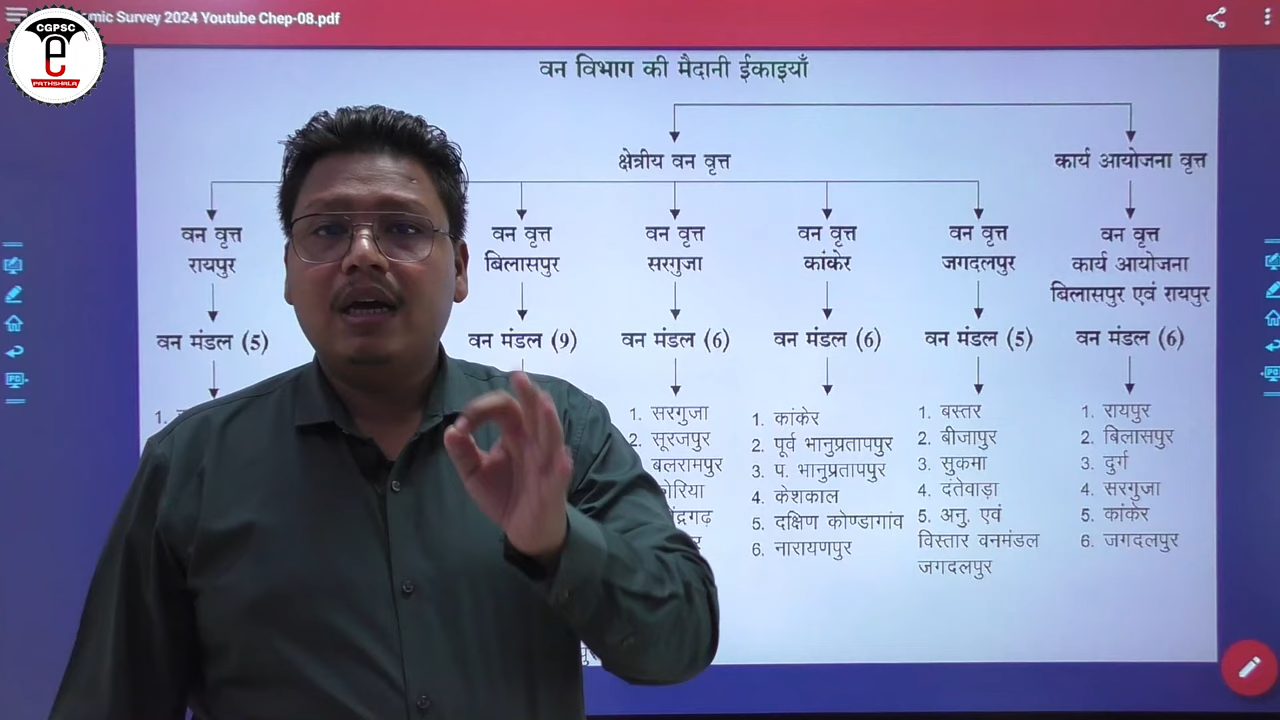 CGPSC
e
PATHSHALA
mic Survey 2024 Youtube Chep-08.pdf
वन विभाग की मैदानी ईकाइयाँ
क्षेत्रीय वन वृत्त
कार्य आयोजना वृत्त
वन वृत्त
रायपुर
वन वृत्त
बिलासपुर
वन वृत्त
सरगुजा
वन वृत्त
कांकेर
वन वृत्त
जगदलपुर
वन वृत्त
कार्य आयोजना
बिलासपुर एवं रायपुर
वन मंडल (5)
वन मंडल (9)
वन मंडल (6)
वन मंडल (6)
वन मंडल (5)
वन मंडल (6)
1.
1. सरगुजा
2. सूरजपुर
बलरामपुर
1. कांकेर
2. पूर्व भानुप्रतापपुर
3. प. भानुप्रतापपुर
4. केशकाल
5. दक्षिण कोण्डागांव
6. नारायणपुर
1. बस्तर
2. बीजापुर
3. सुकमा
4. दंतेवाड़ा
5. अनु. एवं
विस्तार वनमंडल
जगदलपुर
1. रायपुर
2. बिलासपुर
3. दुर्ग
4. सरगुजा
5. कांकेर
6. जगदलपुर